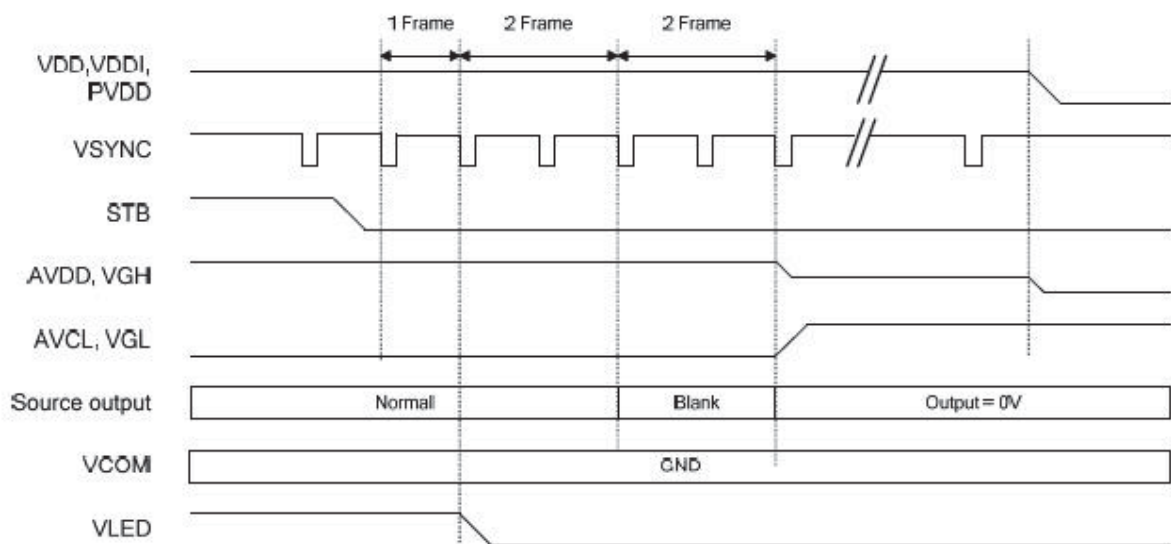 1 Frame 2 Frame 2 Frame
VDD,VDDI,
PVDD
VSYNC
STB
AVDD, VGH
AVCL, VGL
Source output Normal Blank Output = 0V
VCOM GND
VLED